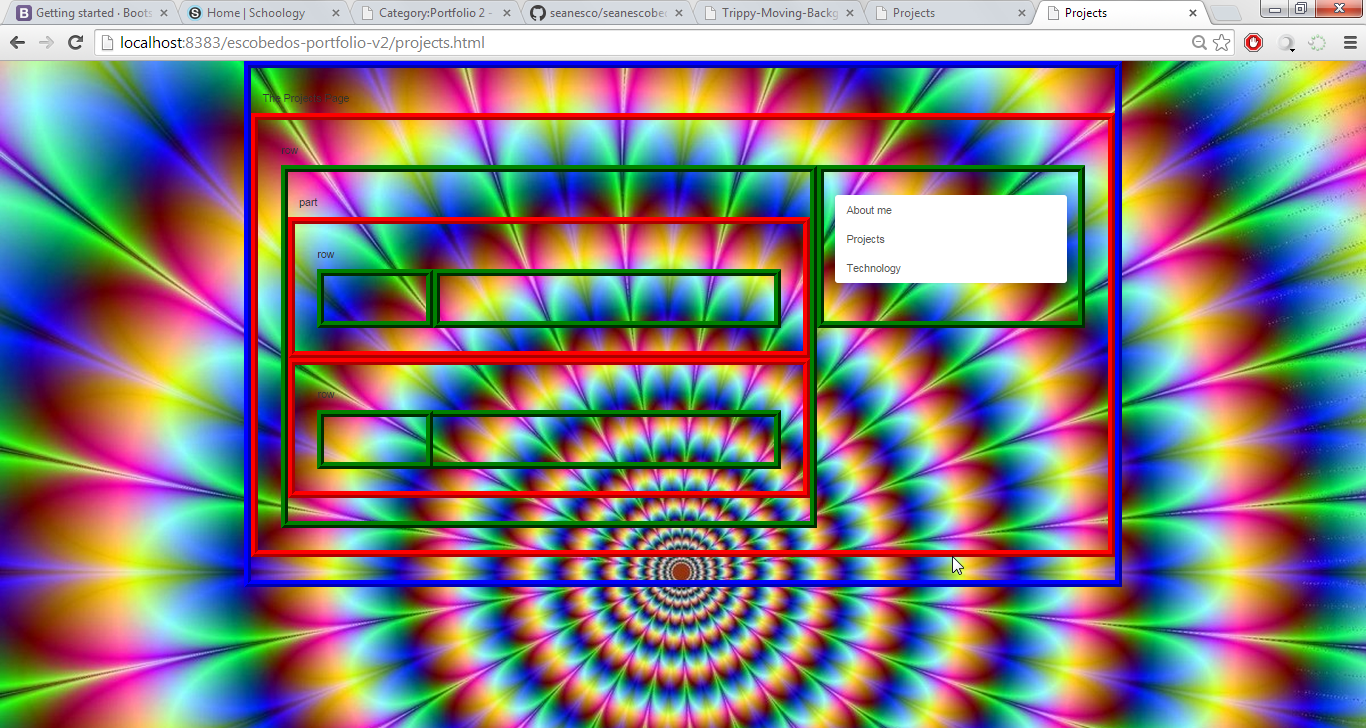 Getting started · Boots
Home | Schoology
Category:Portfolio 2 -
seanesco/seanescobe
Trippy-Moving-Backg
Projects
Projects
localhost:8383/escobedos-portfolio-v2/projects.html
The Projects Page
row
part
row
row
About me
Projects
Technology